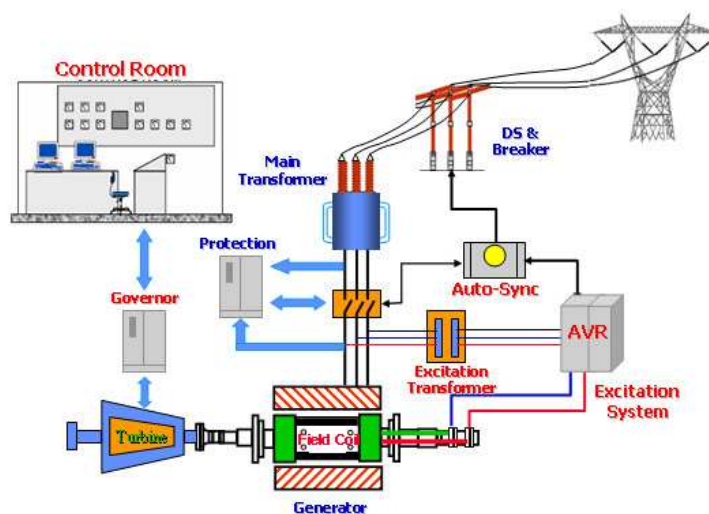 Control Room
DS &
Breaker
Main
Transformer
Protection
Governor
Auto-Sync
AVR
Excitation
Transformer
Excitation
System
Turbine
Field Coil
Generator